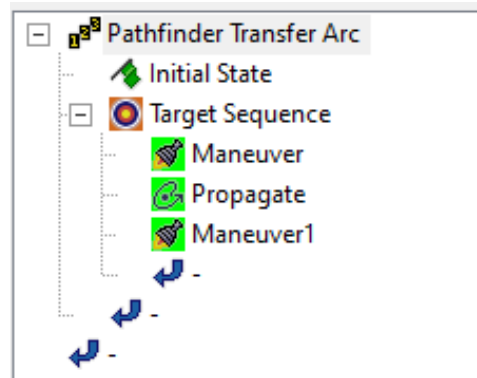 Pathfinder Transfer Arc
Initial State
Target Sequence
Maneuver
Propagate
Maneuver1
-
-
-